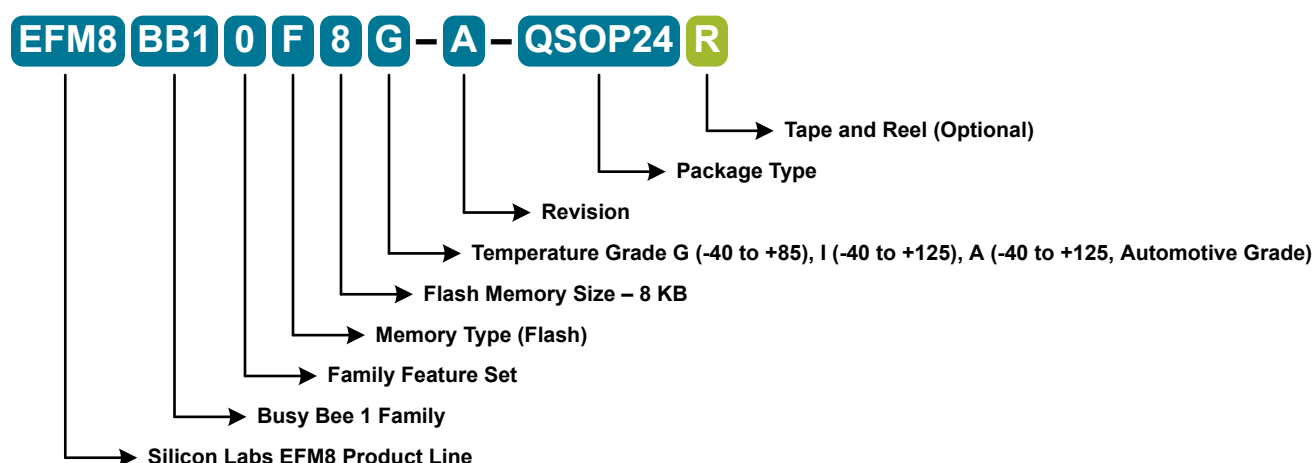 EFM8 BB1 0 F 8 G – A – QSOP24 R
Tape and Reel (Optional)
Package Type
Revision
Temperature Grade G (-40 to +85), I (-40 to +125), A (-40 to +125, Automotive Grade)
Flash Memory Size – 8 KB
Memory Type (Flash)
Family Feature Set
Busy Bee 1 Family
Silicon Labs EFM8 Product Line